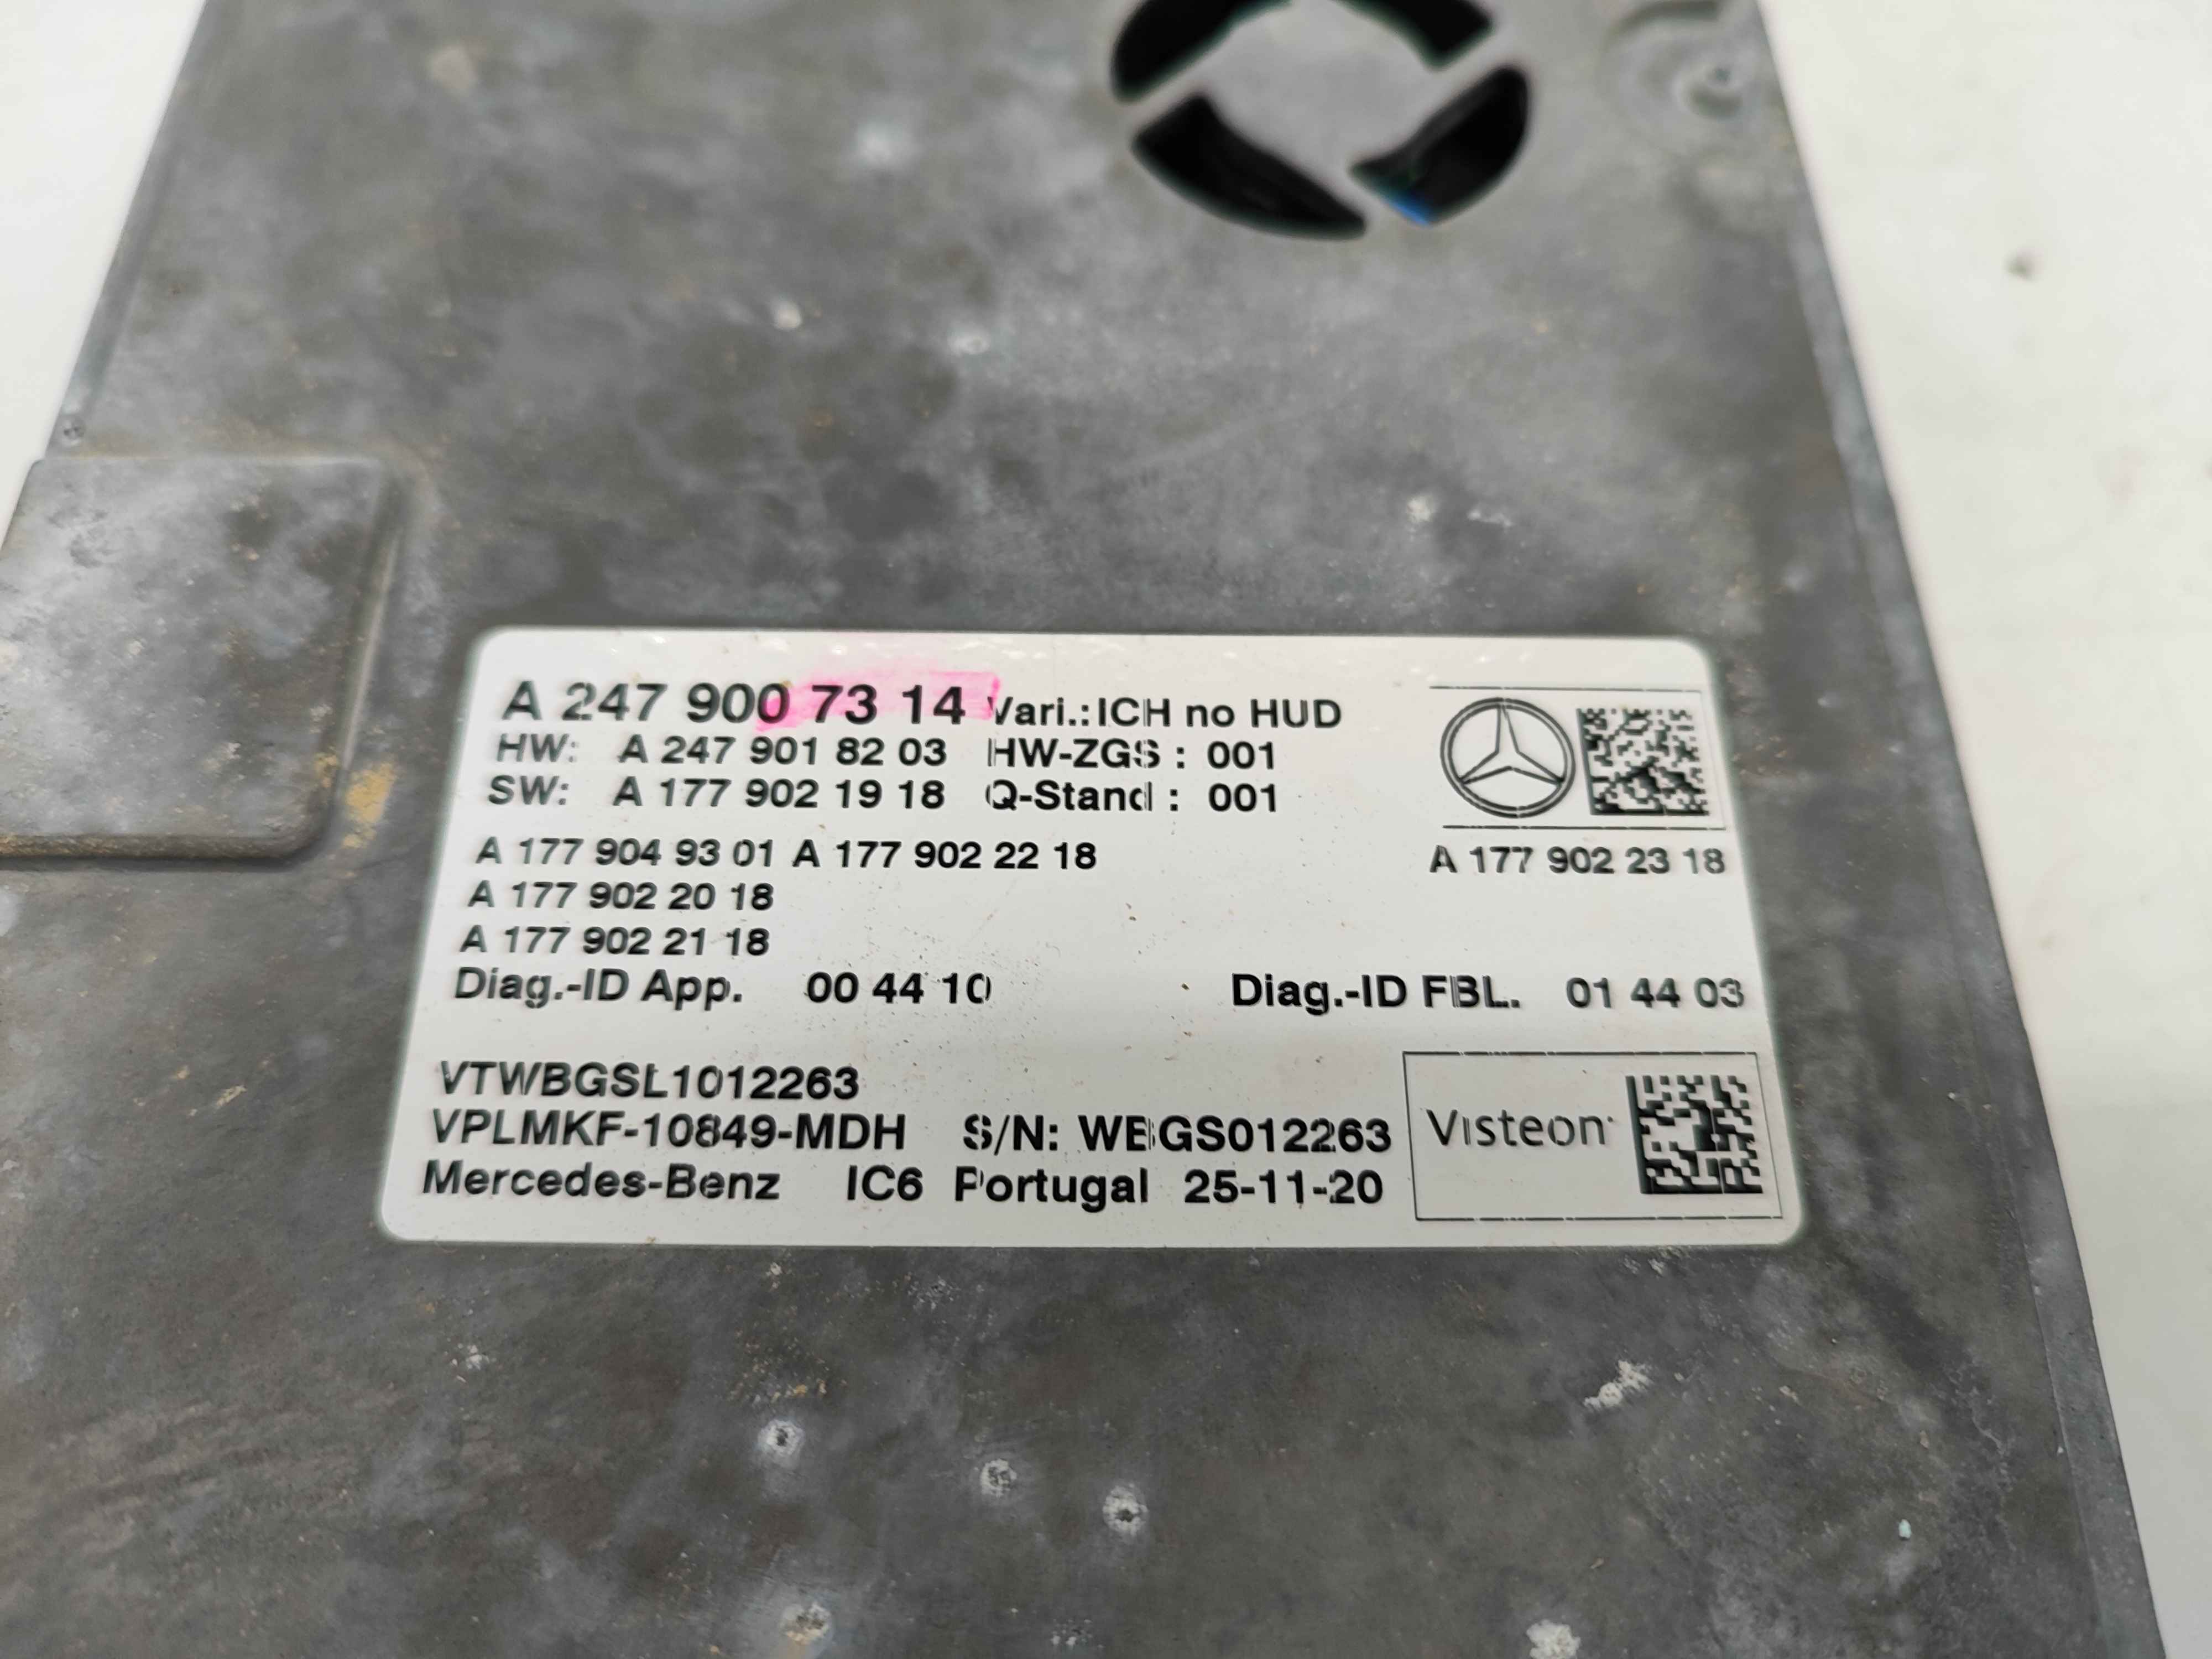 A 247 900 73 14 Vari.: ICH no HUD
HW: A 247 901 82 03 HW-ZGS : 001
SW: A 177 902 19 18 Q-Stand : 001
A 177 904 93 01 A 177 902 22 18 A 177 902 23 18
A 177 902 20 18
A 177 902 21 18
Diag.-ID App. 00 44 10 Diag.-ID FBL. 01 44 03
VTWBGSL1012263
VPLMKF-10849-MDH S/N: WBGS012263
Visteon
Mercedes-Benz IC6 Portugal 25-11-20